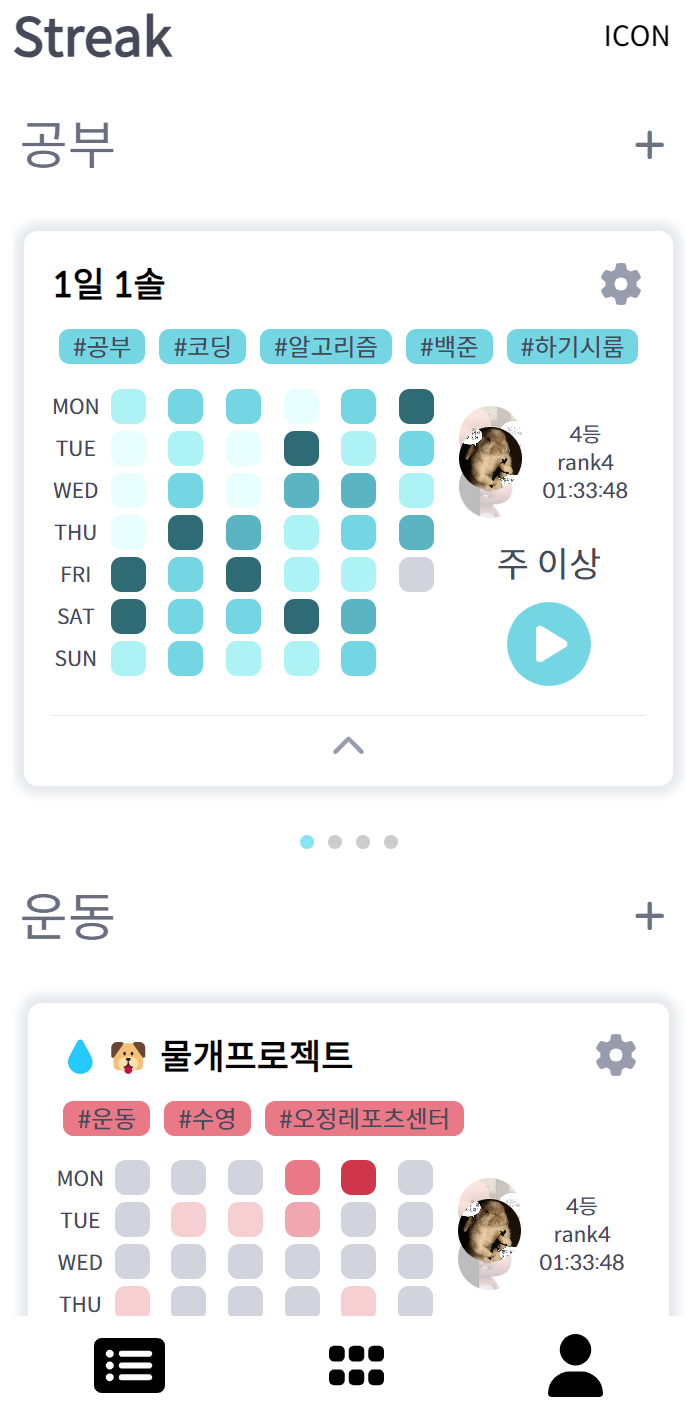 Streak
ICON
공부
1일 1솔
#공부 #코딩 #알고리즘 #백준 #하기시룸
MON
TUE
WED
THU
FRI
SAT
SUN
4등
rank4
01:33:48
주 이상
운동
💧 🐶 물개프로젝트
#운동 #수영 #오정레포츠센터
MON
TUE
WED
THU
4등
rank4
01:33:48